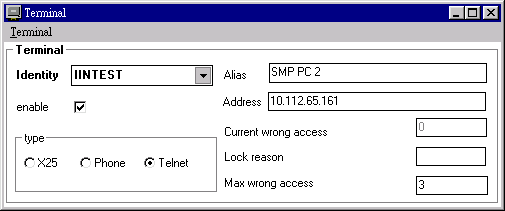 Terminal
Terminal
Terminal
Identity IINTEST
Alias SMP PC 2
enable
Address 10.112.65.161
Current wrong access 0
type
X25 Phone Telnet
Lock reason
Max wrong access 3